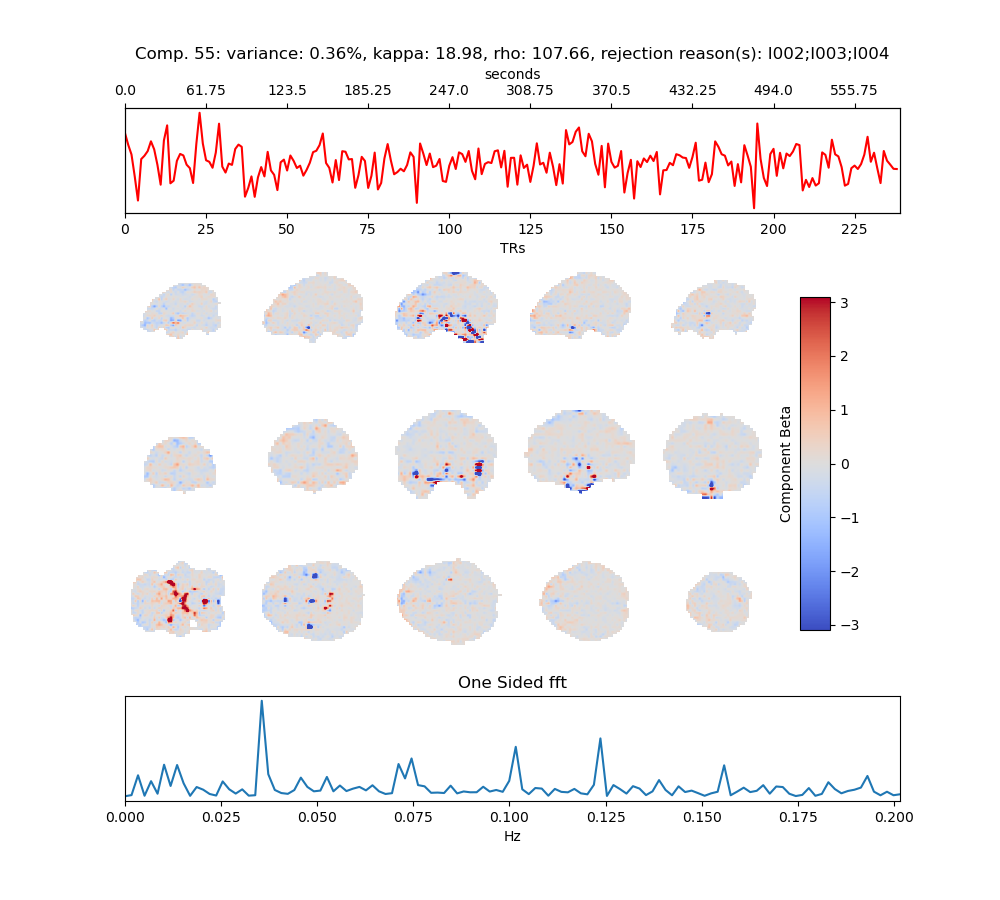 Comp. 55: variance: 0.36%, kappa: 18.98, rho: 107.66, rejection reason(s): I002;I003;I004
seconds
0.0 61.75 123.5 185.25 247.0 308.75 370.5 432.25 494.0 555.75
0 25 50 75 100 125 150 175 200 225
TRs
3
2
1
0
−1
−2
−3
Component Beta
One Sided fft
0.000 0.025 0.050 0.075 0.100 0.125 0.150 0.175 0.200
Hz